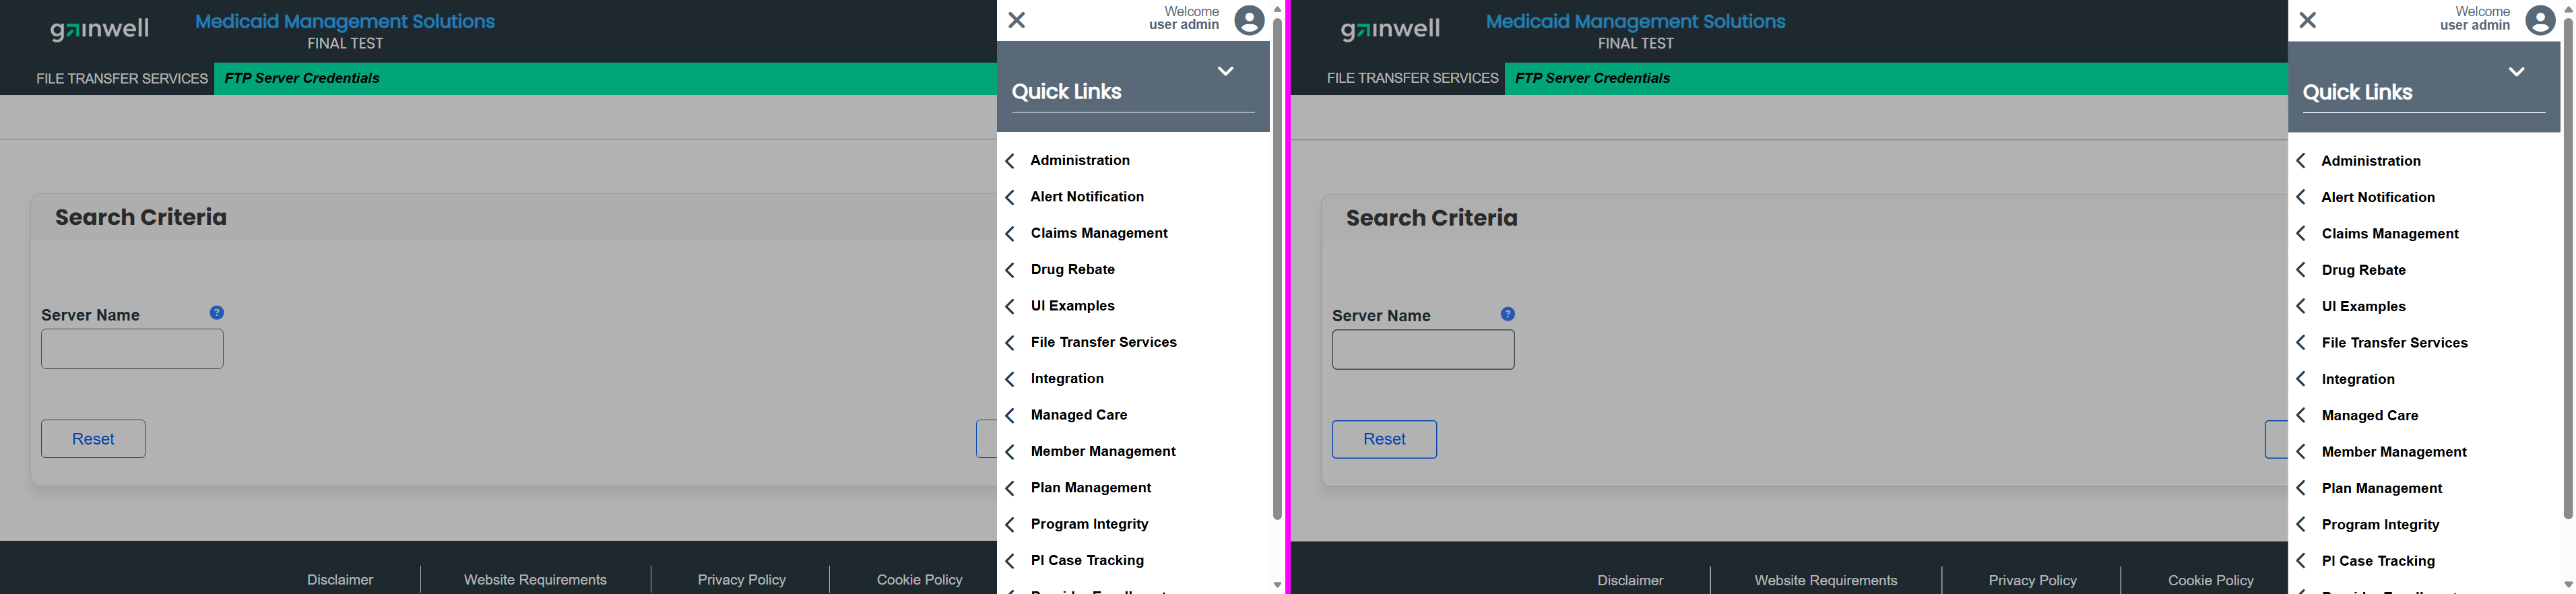 gainwell
Medicaid Management Solutions
FINAL TEST
FILE TRANSFER SERVICES
FTP Server Credentials
Search Criteria
Server Name
?
Reset
Disclaimer
Website Requirements
Privacy Policy
Cookie Policy
Welcome
user admin
Quick Links
Administration
Alert Notification
Claims Management
Drug Rebate
UI Examples
File Transfer Services
Integration
Managed Care
Member Management
Plan Management
Program Integrity
PI Case Tracking
gainwell
Medicaid Management Solutions
FINAL TEST
FILE TRANSFER SERVICES
FTP Server Credentials
Search Criteria
Server Name
?
Reset
Disclaimer
Website Requirements
Privacy Policy
Cookie Policy
Welcome
user admin
Quick Links
Administration
Alert Notification
Claims Management
Drug Rebate
UI Examples
File Transfer Services
Integration
Managed Care
Member Management
Plan Management
Program Integrity
PI Case Tracking